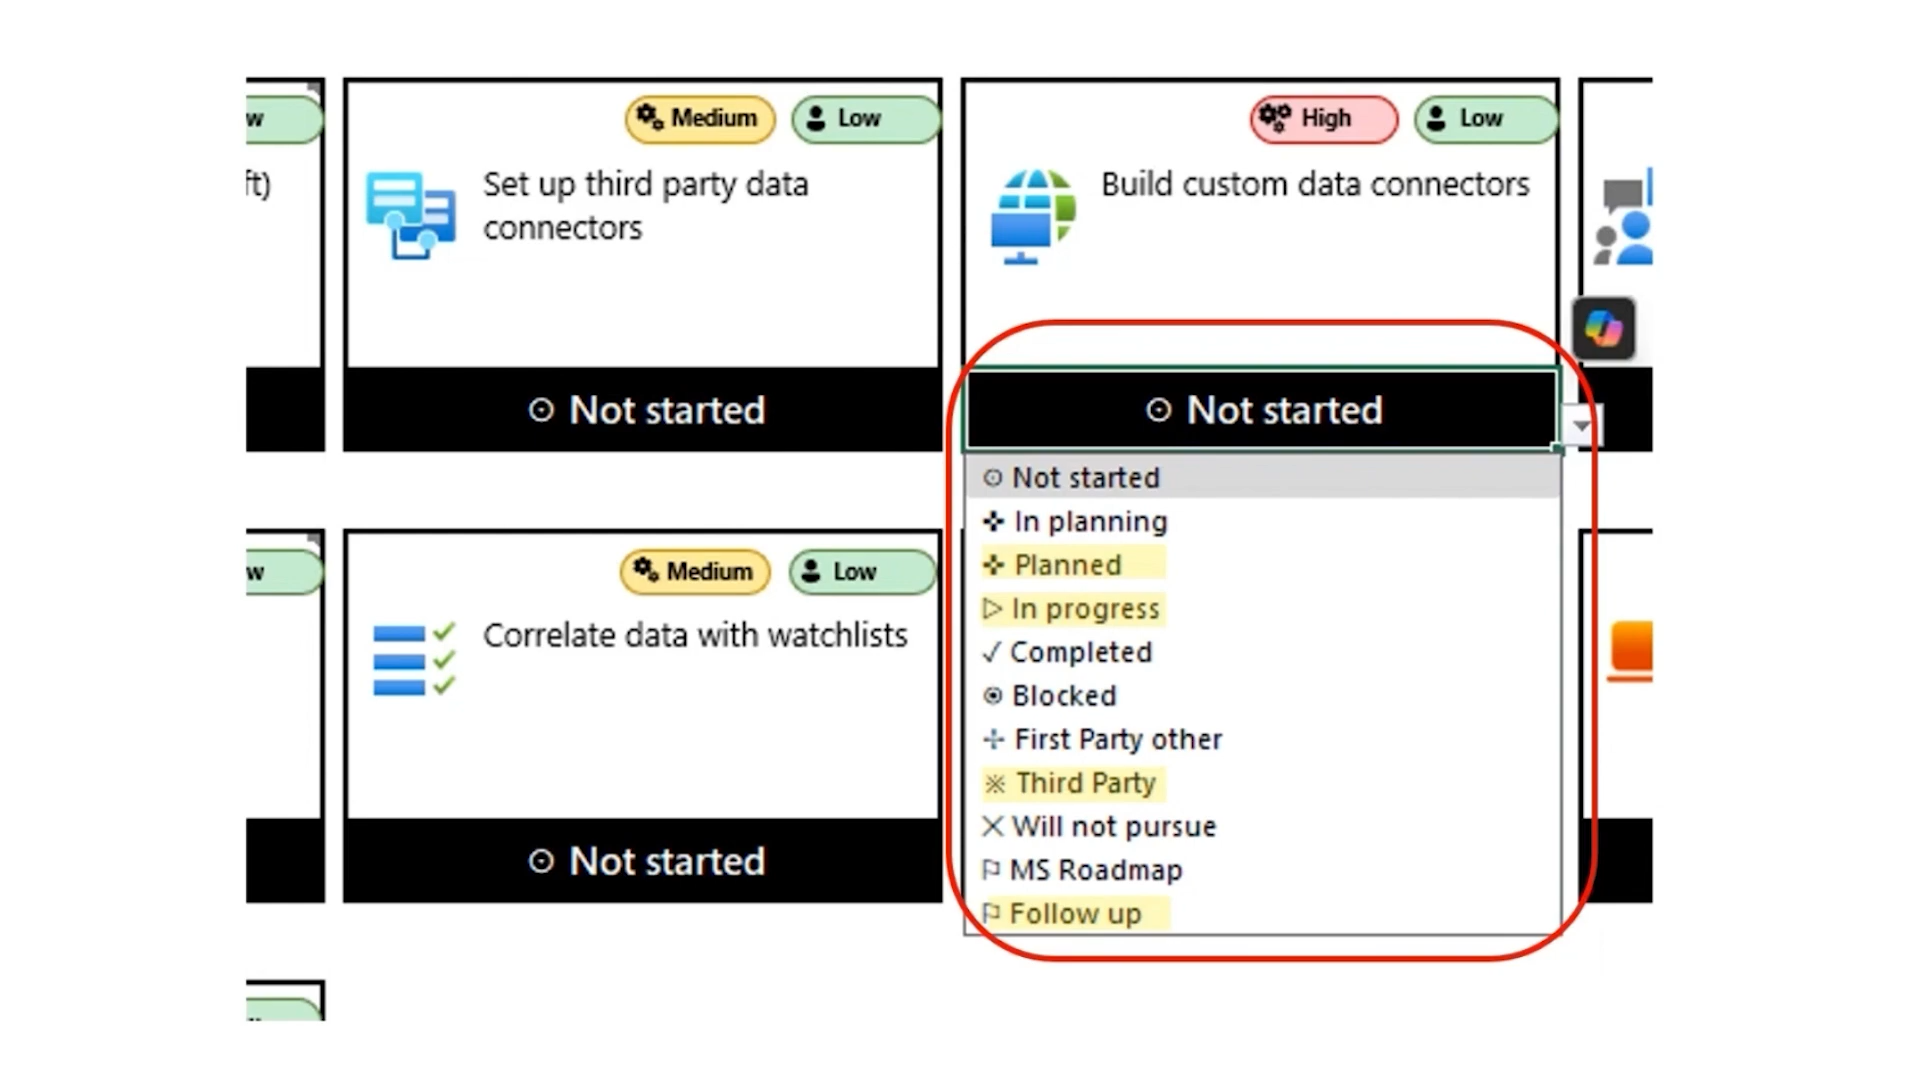 w
Medium
Low
High
Low
ft)
Set up third party data
connectors
Build custom data connectors
⊙ Not started
⊙ Not started
⊙ Not started
✣ In planning
✣ Planned
▷ In progress
✓ Completed
Blocked
First Party other
※ Third Party
╳ Will not pursue
⚐ MS Roadmap
⚐ Follow up
w
Medium
Low
Correlate data with watchlists
⊙ Not started